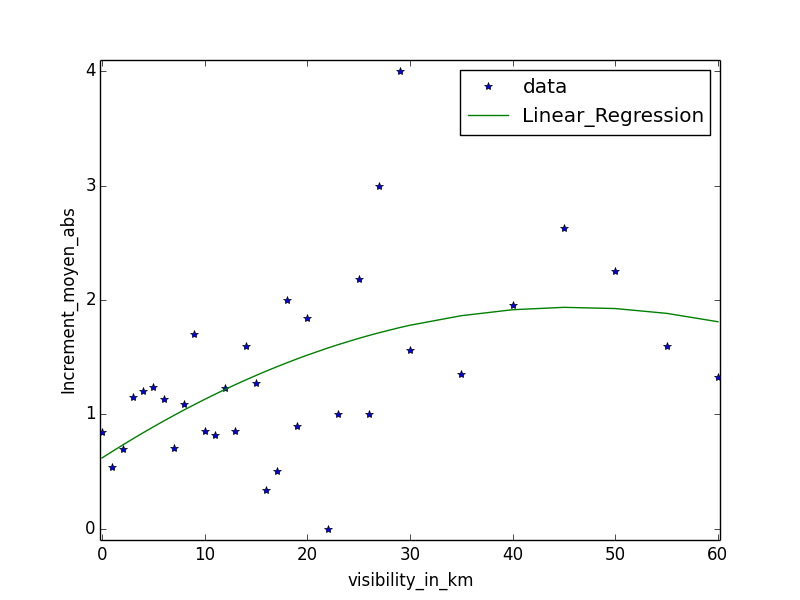 data
Linear_Regression
4
3
2
1
0
Increment_moyen_abs
0 10 20 30 40 50 60
visibility_in_km